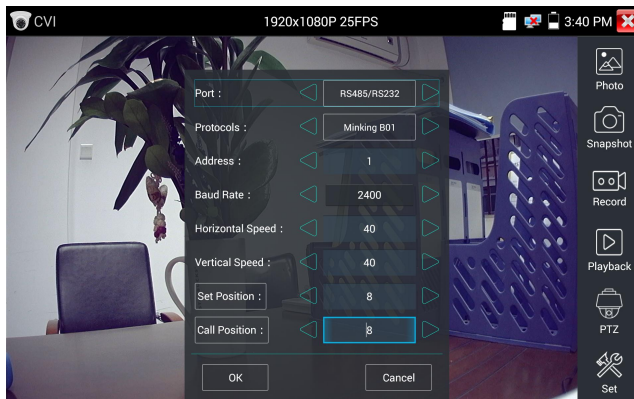 CVI 1920x1080P 25FPS 3:40 PM
Port : RS485/RS232
Protocols : Minking B01
Address : 1
Baud Rate : 2400
Horizontal Speed : 40
Vertical Speed : 40
Set Position : 8
Call Position : 8
OK Cancel
Photo
Snapshot
Record
Playback
PTZ
Set